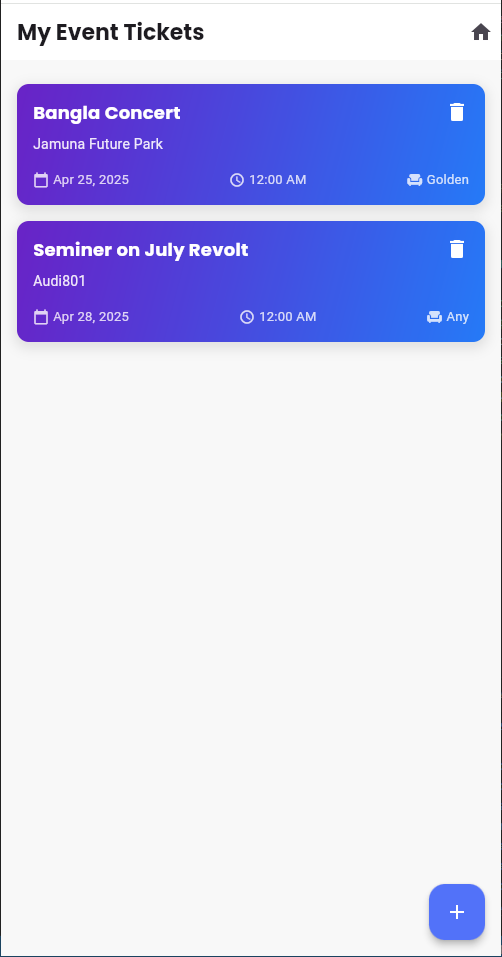 My Event Tickets
Bangla Concert
Jamuna Future Park
Apr 25, 2025 12:00 AM Golden
Seminer on July Revolt
Audi801
Apr 28, 2025 12:00 AM Any